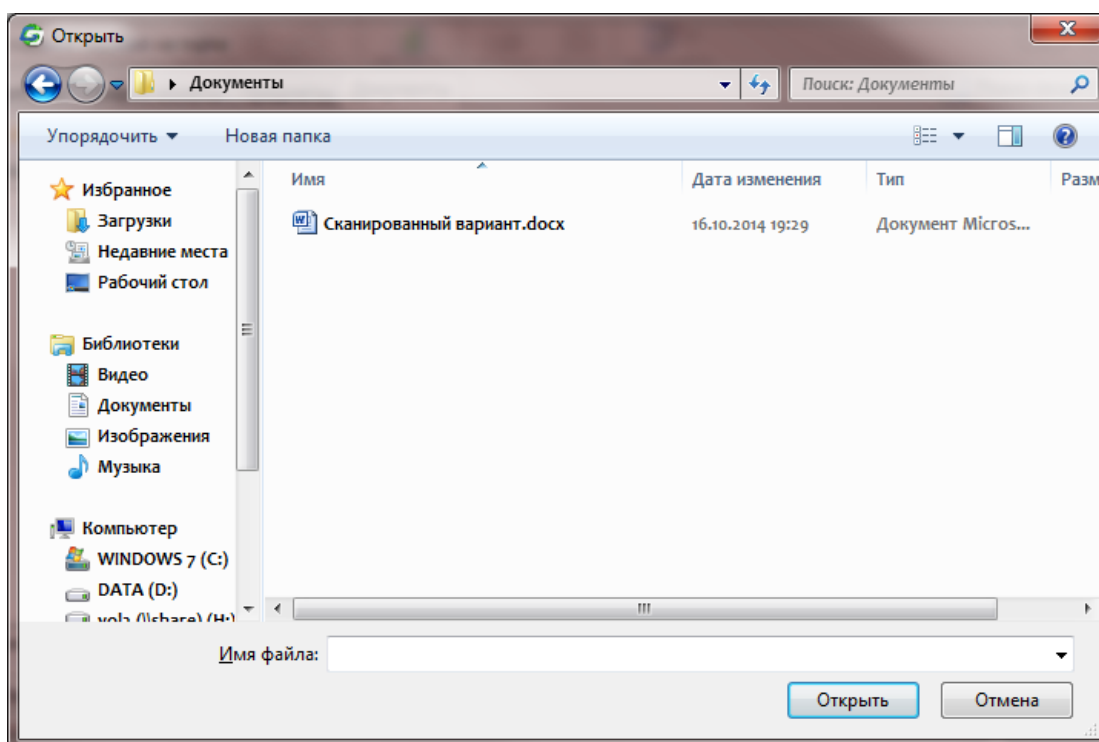 Открыть
Документы
Поиск: Документы
Упорядочить
Новая папка
Имя
Дата изменения
Тип
Разм
Избранное
Загрузки
Недавние места
Рабочий стол
Библиотеки
Видео
Документы
Изображения
Музыка
Компьютер
WINDOWS 7 (C:)
DATA (D:)
(\\share) (H:)
Сканированный вариант.docx
16.10.2014 19:29
Документ Micros...
Имя файла:
Открыть
Отмена